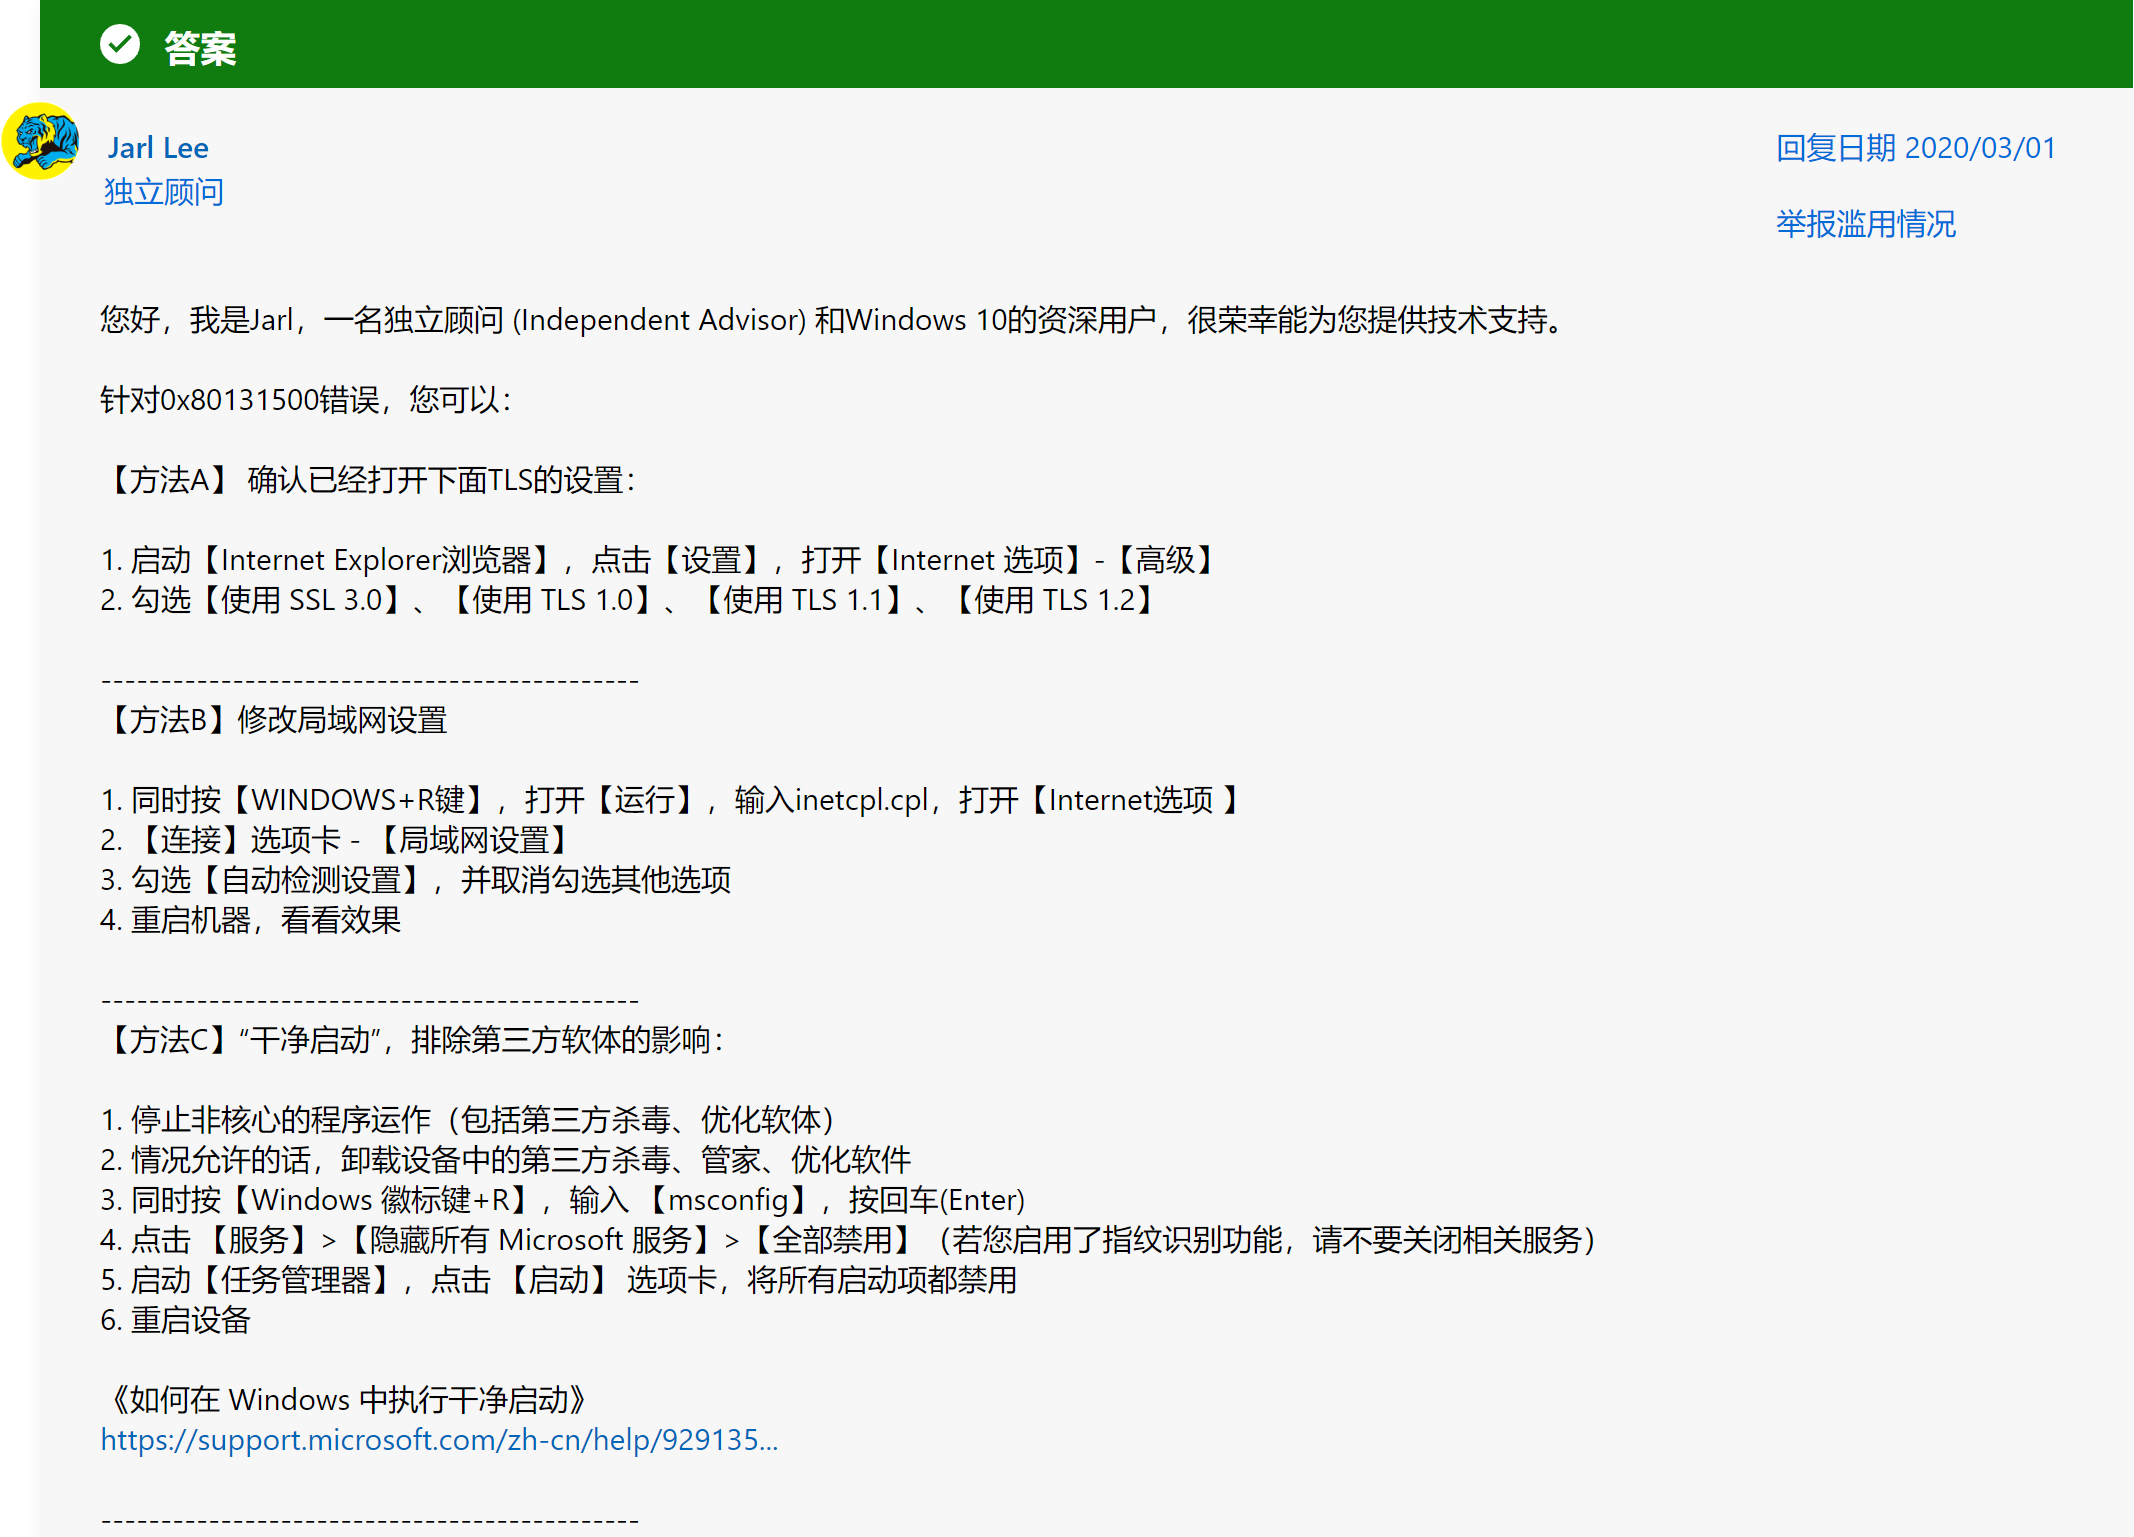 答案
Jarl Lee
独立顾问
回复日期 2020/03/01
举报滥用情况
您好，我是Jarl，一名独立顾问 (Independent Advisor) 和Windows 10的资深用户，很荣幸能为您提供技术支持。
针对0x80131500错误，您可以：
【方法A】 确认已经打开下面TLS的设置：
1. 启动【Internet Explorer浏览器】，点击【设置】，打开【Internet 选项】-【高级】
2. 勾选【使用 SSL 3.0】、【使用 TLS 1.0】、【使用 TLS 1.1】、【使用 TLS 1.2】
---------------------------------------------
【方法B】修改局域网设置
1. 同时按【WINDOWS+R键】，打开【运行】，输入inetcpl.cpl，打开【Internet选项 】
2. 【连接】选项卡 - 【局域网设置】
3. 勾选【自动检测设置】，并取消勾选其他选项
4. 重启机器，看看效果
---------------------------------------------
【方法C】“干净启动”，排除第三方软体的影响：
1. 停止非核心的程序运作（包括第三方杀毒、优化软体）
2. 情况允许的话，卸载设备中的第三方杀毒、管家、优化软件
3. 同时按【Windows 徽标键+R】，输入 【msconfig】，按回车(Enter)
4. 点击 【服务】>【隐藏所有 Microsoft 服务】>【全部禁用】（若您启用了指纹识别功能，请不要关闭相关服务）
5. 启动【任务管理器】，点击 【启动】 选项卡，将所有启动项都禁用
6. 重启设备
《如何在 Windows 中执行干净启动》
https://support.microsoft.com/zh-cn/help/929135...
---------------------------------------------